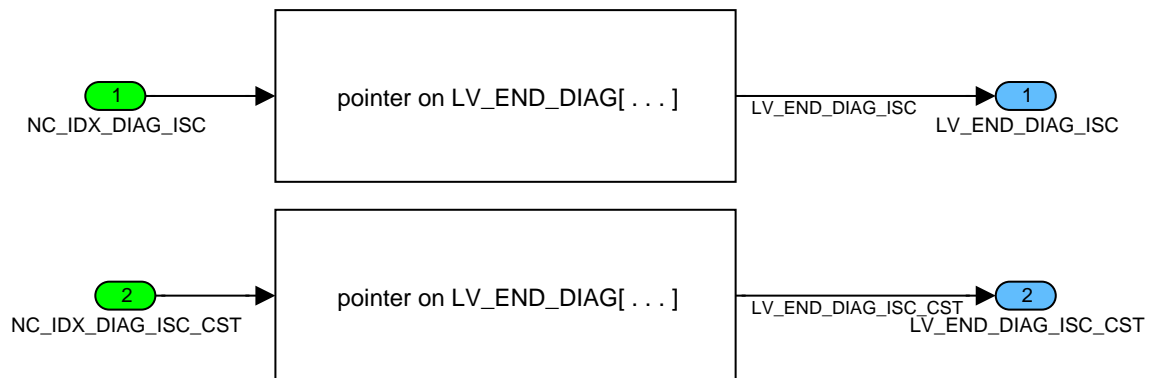 1
NC_IDX_DIAG_ISC
pointer on LV_END_DIAG[ . . . ]
LV_END_DIAG_ISC
1
LV_END_DIAG_ISC
2
NC_IDX_DIAG_ISC_CST
pointer on LV_END_DIAG[ . . . ]
LV_END_DIAG_ISC_CST
2
LV_END_DIAG_ISC_CST